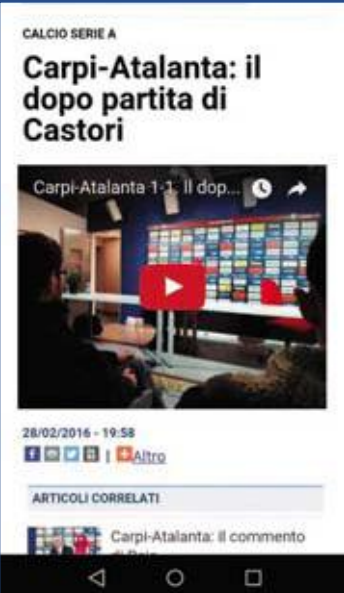 CALCIO SERIE A
Carpi-Atalanta: il
dopo partita di
Castori
Carpi-Atalanta 1-1. Il dop...
28/02/2016 - 19:58
| Altro
ARTICOLI CORRELATI
Carpi-Atalanta: il commento